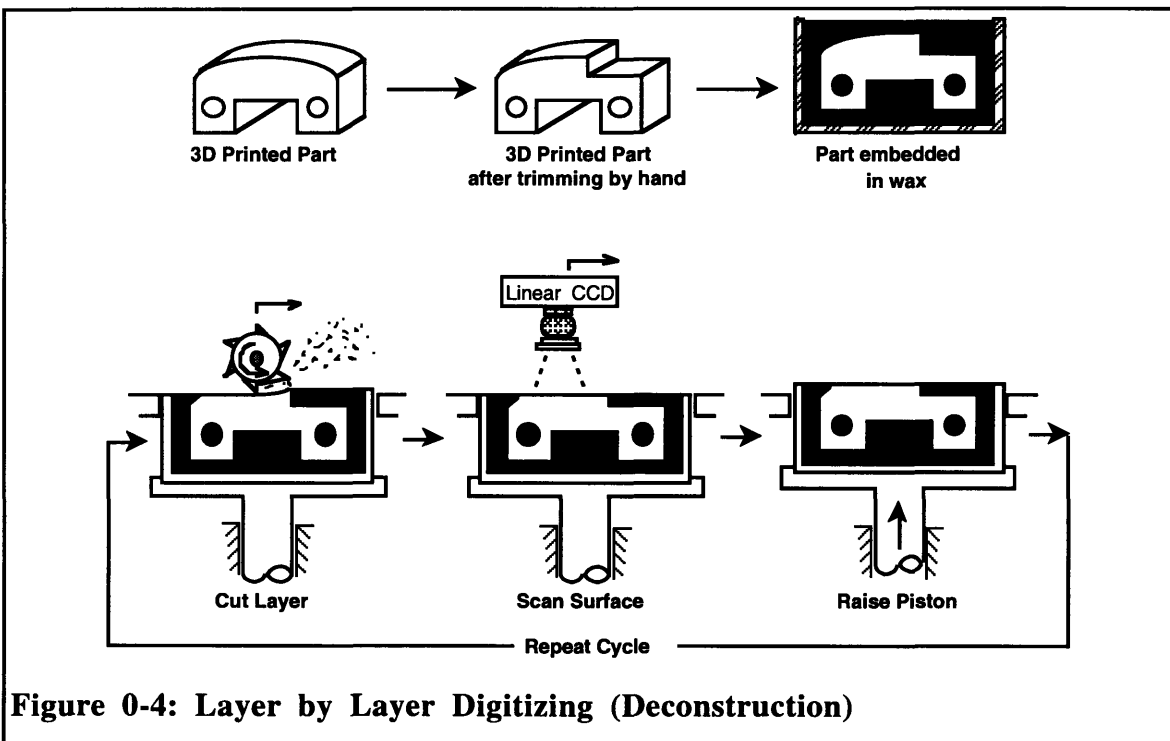 3D Printed Part
3D Printed Part
after trimming by hand
Part embedded
in wax
Linear CCD
Cut Layer
Scan Surface
Raise Piston
Repeat Cycle
Figure 0-4: Layer by Layer Digitizing (Deconstruction)